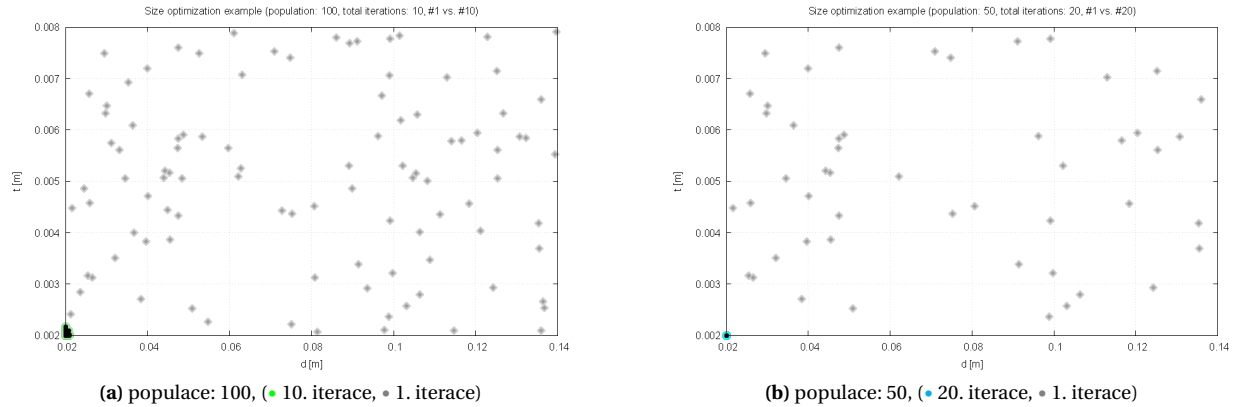 Size optimization example (population: 100, total iterations: 10, #1 vs. #10)
0.008
0.007
0.006
0.005
0.004
0.003
0.002
t [m]
0.02 0.04 0.06 0.08 0.1 0.12 0.14
d [m]
(a) populace: 100, (• 10. iterace, • 1. iterace)
Size optimization example (population: 50, total iterations: 20, #1 vs. #20)
0.008
0.007
0.006
0.005
0.004
0.003
0.002
t [m]
0.02 0.04 0.06 0.08 0.1 0.12 0.14
d [m]
(b) populace: 50, (• 20. iterace, • 1. iterace)